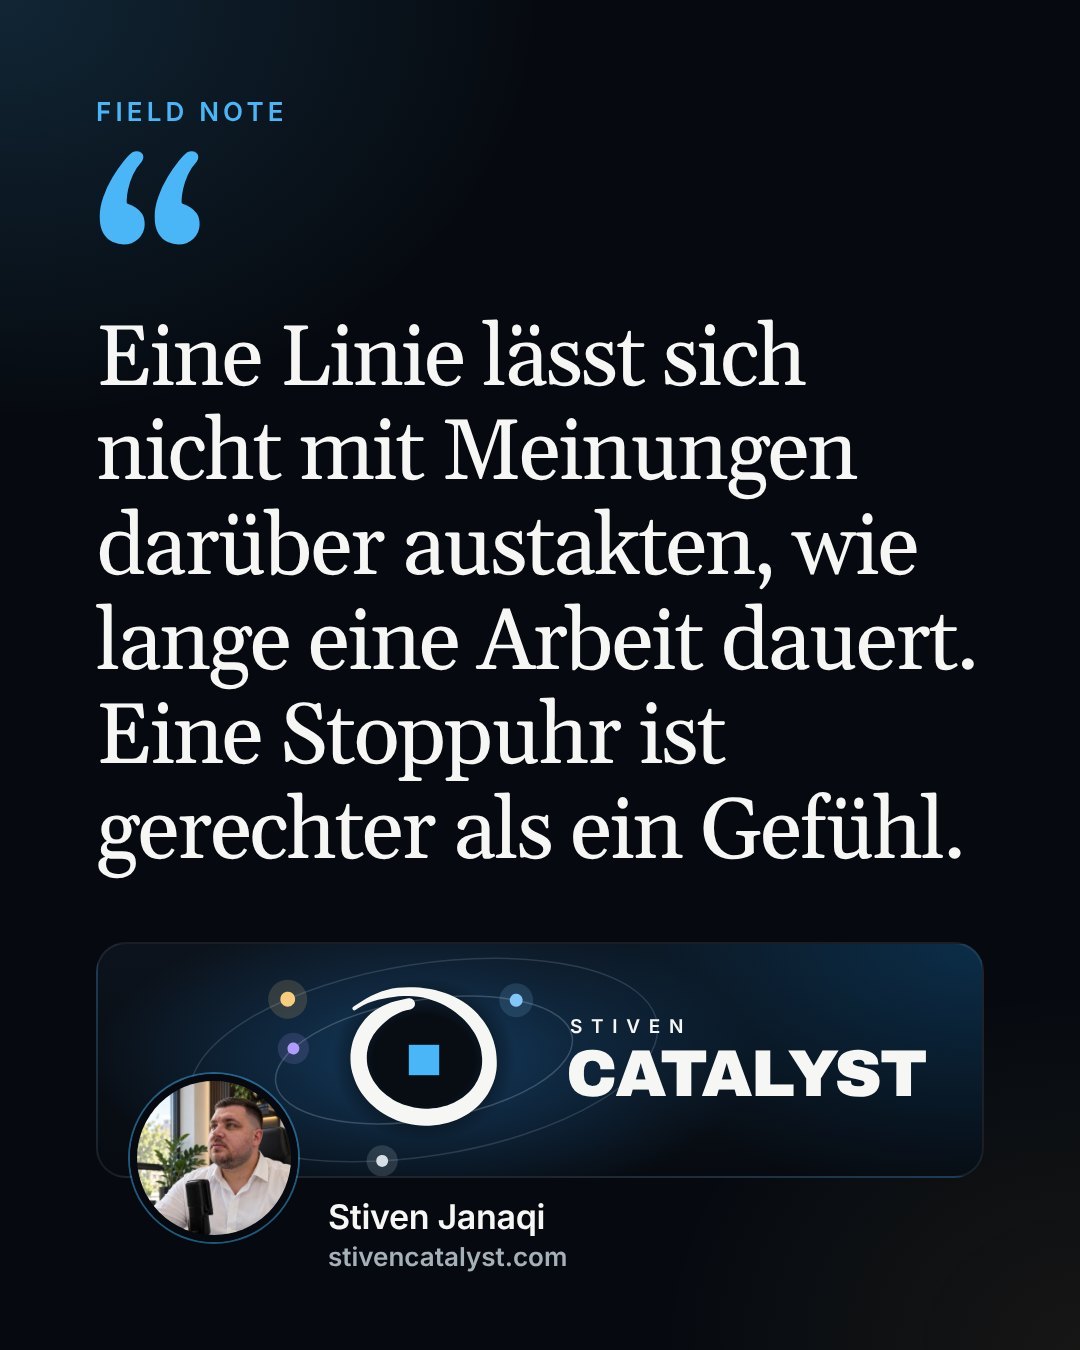 FIELD NOTE
“
Eine Linie lässt sich
nicht mit Meinungen
darüber austakten, wie
lange eine Arbeit dauert.
Eine Stoppuhr ist
gerechter als ein Gefühl.
STIVEN
CATALYST
Stiven Janaqi
stivencatalyst.com